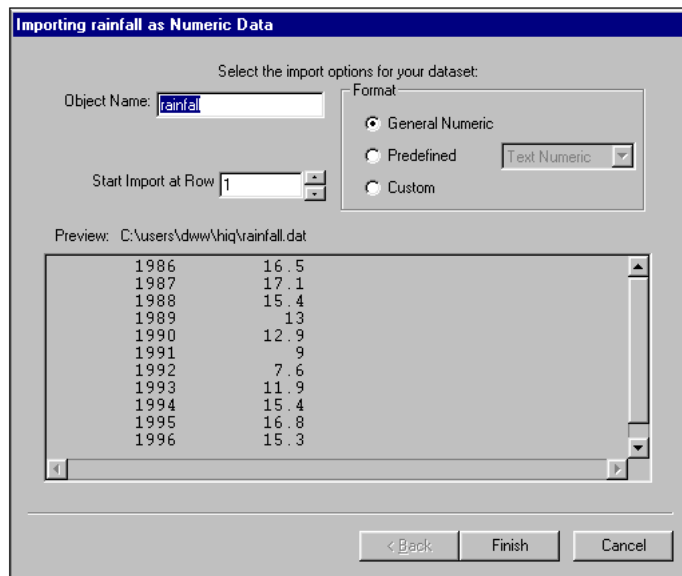 Importing rainfall as Numeric Data
Select the import options for your dataset:
Object Name: rainfall
Format
General Numeric
Predefined Text Numeric
Custom
Start Import at Row 1
Preview: C:\users\dww\hiq\rainfall.dat
1986 16.5
1987 17.1
1988 15.4
1989 13
1990 12.9
1991 9
1992 7.6
1993 11.9
1994 15.4
1995 16.8
1996 15.3
< Back Finish Cancel